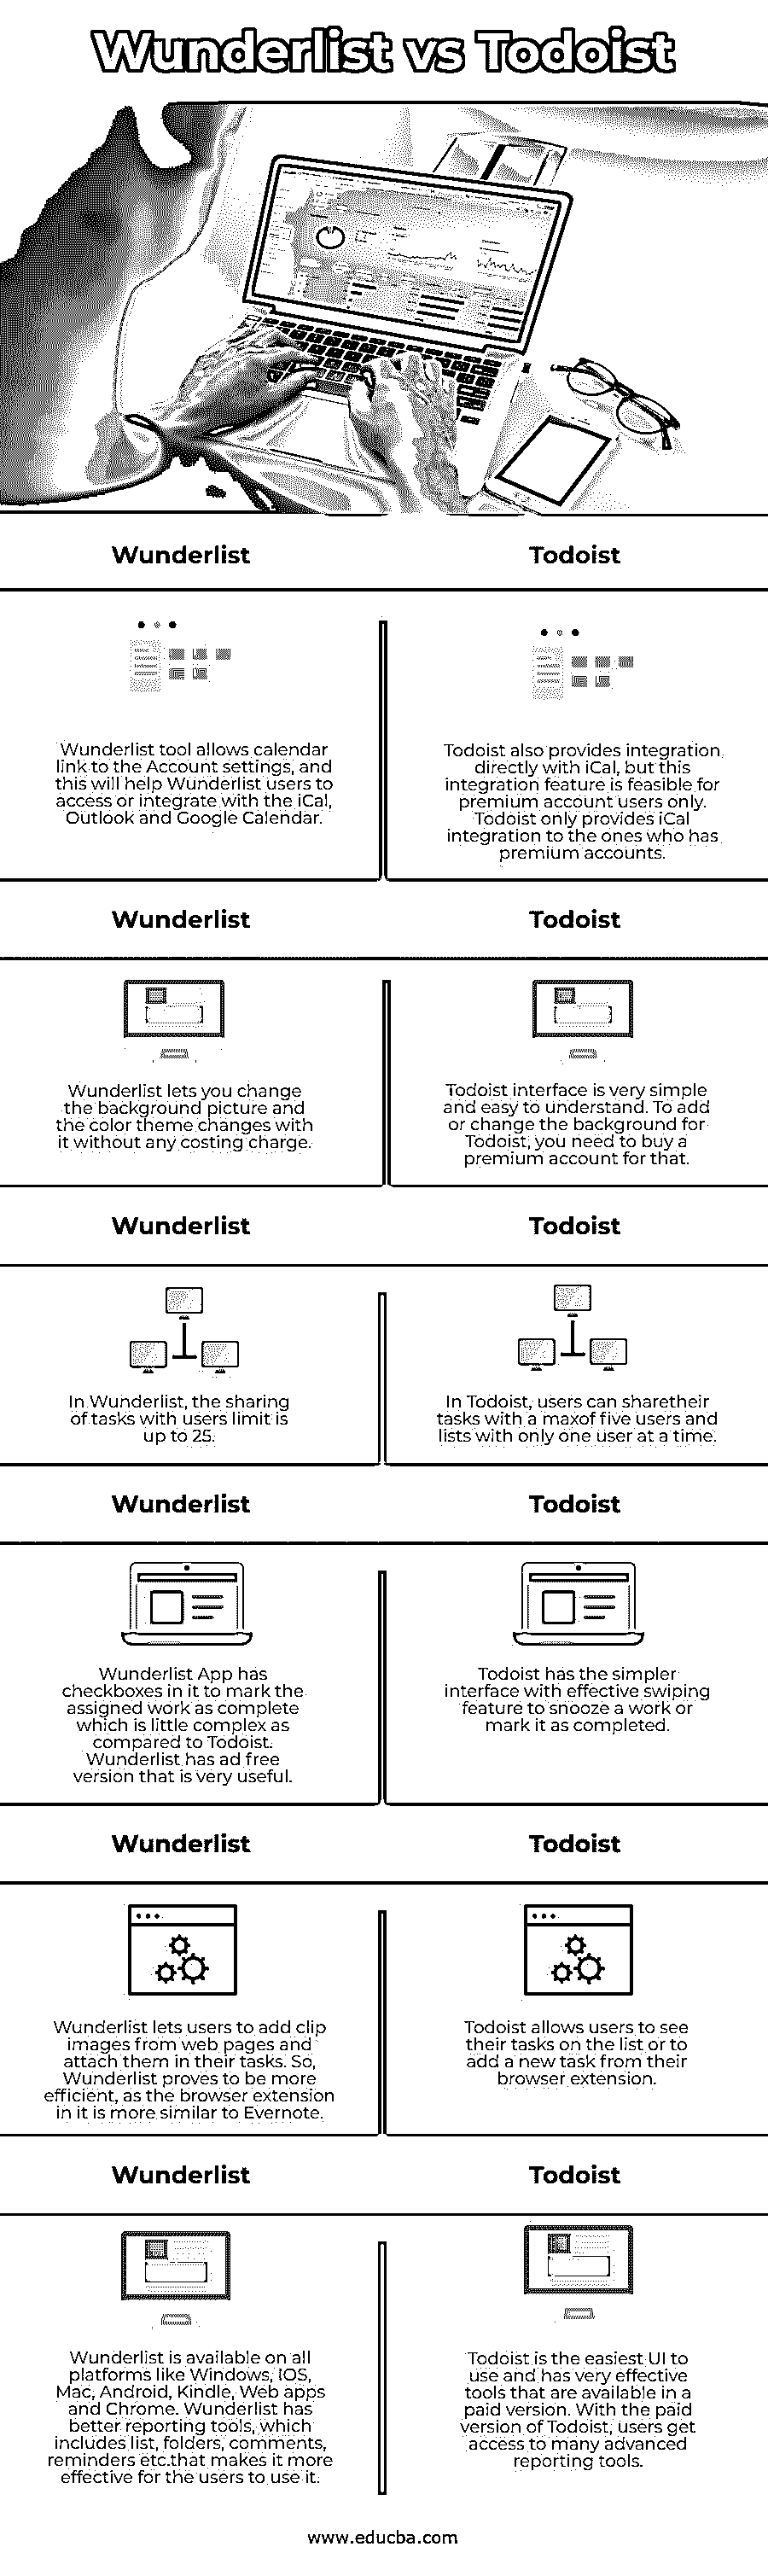 Wunderlist vs Todoist
Wunderlist
Todoist
Wunderlist tool allows calendar
link to the Account settings, and
this will help Wunderlist users to
access or integrate with the iCal,
Outlook and Google Calendar.
Todoist also provides integration
directly with iCal, but this
integration feature is feasible for
premium account users only.
Todoist only provides iCal
integration to the ones who has
premium accounts.
Wunderlist
Todoist
Wunderlist lets you change
the background picture and
the color theme changes with
it without any costing charge.
Todoist interface is very simple
and easy to understand. To add
or change the background for
Todoist, you need to buy a
premium account for that.
Wunderlist
Todoist
In Wunderlist, the sharing
of tasks with users limit is
up to 25.
In Todoist, users can sharetheir
tasks with a maxof five users and
lists with only one user at a time.
Wunderlist
Todoist
Wunderlist App has
checkboxes in it to mark the
assigned work as complete
which is little complex as
compared to Todoist.
Wunderlist has ad free
version that is very useful.
Todoist has the simpler
interface with effective swiping
feature to snooze a work or
mark it as completed.
Wunderlist
Todoist
Wunderlist lets users to add clip
images from web pages and
attach them in their tasks. So,
Wunderlist proves to be more
efficient, as the browser extension
in it is more similar to Evernote.
Todoist allows users to see
their tasks on the list or to
add a new task from their
browser extension.
Wunderlist
Todoist
Wunderlist is available on all
platforms like Windows, IOS,
Mac, Android, Kindle, Web apps
and Chrome. Wunderlist has
better reporting tools, which
includes list, folders, comments,
reminders etc.that makes it more
effective for the users to use it.
Todoist is the easiest UI to
use and has very effective
tools that are available in a
paid version. With the paid
version of Todoist, users get
access to many advanced
reporting tools.
www.educba.com